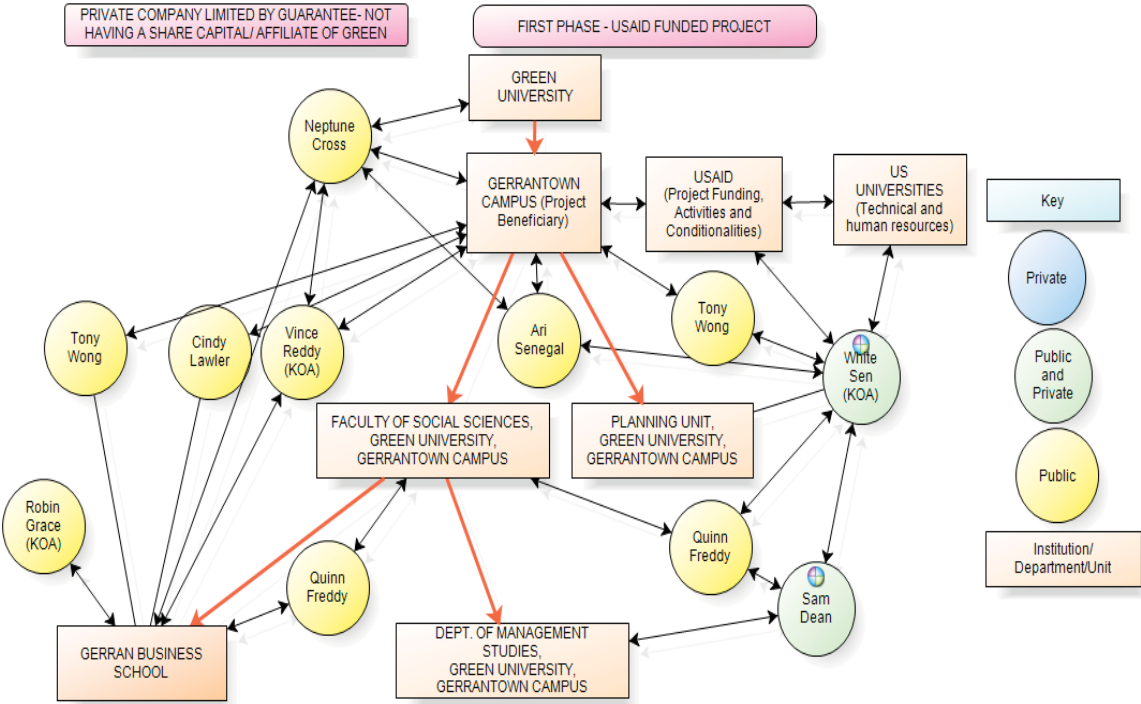 PRIVATE COMPANY LIMITED BY GUARANTEE- NOT
HAVING A SHARE CAPITAL/ AFFILIATE OF GREEN
FIRST PHASE - USAID FUNDED PROJECT
GREEN
UNIVERSITY
Neptune
Cross
GERRANTOWN
CAMPUS (Project
Beneficiary)
USAID
(Project Funding,
Activities and
Conditionalities)
US
UNIVERSITIES
(Technical and
human resources)
Key
Private
Tony
Wong
Cindy
Lawler
Vince
Reddy
(KOA)
Ari
Senegal
Tony
Wong
White
Sen
(KOA)
Public
and
Private
FACULTY OF SOCIAL SCIENCES,
GREEN UNIVERSITY,
GERRANTOWN CAMPUS
PLANNING UNIT,
GREEN UNIVERSITY,
GERRANTOWN CAMPUS
Public
Robin
Grace
(KOA)
Quinn
Freddy
Quinn
Freddy
Institution/
Department/Unit
Sam
Dean
GERRAN BUSINESS
SCHOOL
DEPT. OF MANAGEMENT
STUDIES,
GREEN UNIVERSITY,
GERRANTOWN CAMPUS